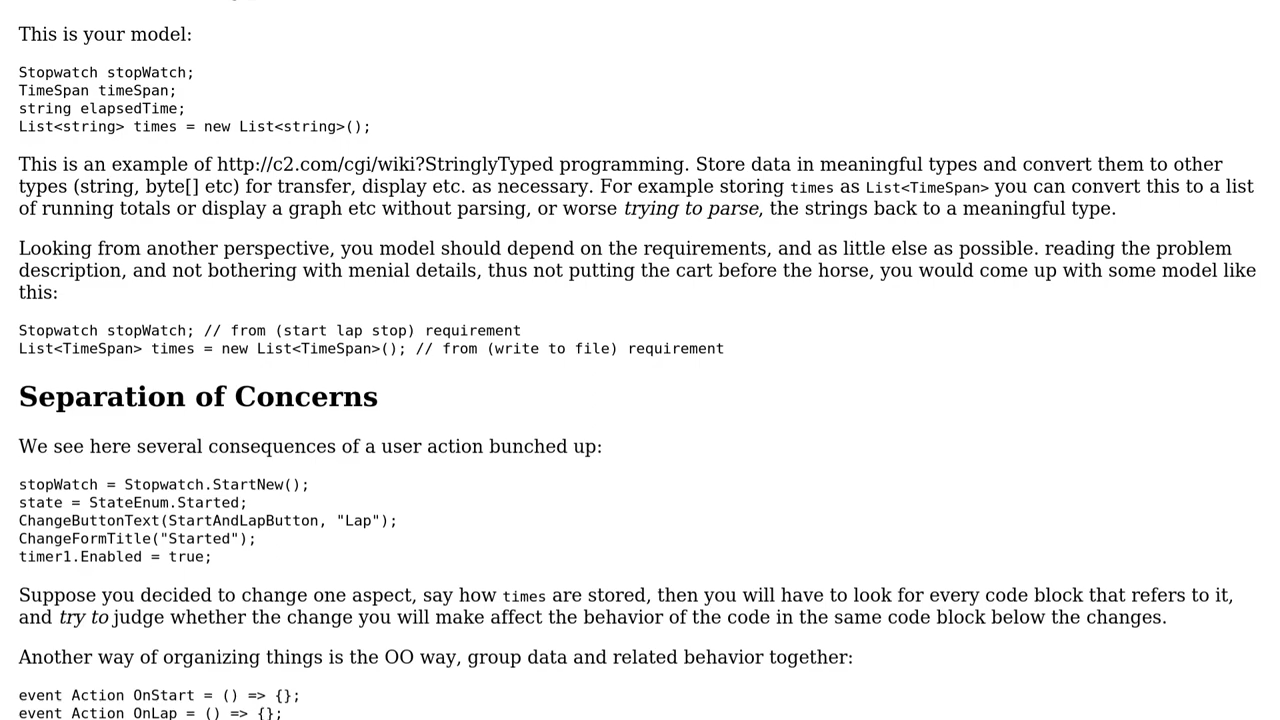 This is your model:
Stopwatch stopWatch;
TimeSpan timeSpan;
string elapsedTime;
List<string> times = new List<string>();
This is an example of http://c2.com/cgi/wiki?StringlyTyped programming. Store data in meaningful types and convert them to other
types (string, byte[] etc) for transfer, display etc. as necessary. For example storing times as List<TimeSpan> you can convert this to a list
of running totals or display a graph etc without parsing, or worse trying to parse, the strings back to a meaningful type.
Looking from another perspective, you model should depend on the requirements, and as little else as possible. reading the problem
description, and not bothering with menial details, thus not putting the cart before the horse, you would come up with some model like
this:
Stopwatch stopWatch; // from (start lap stop) requirement
List<TimeSpan> times = new List<TimeSpan>(); // from (write to file) requirement
Separation of Concerns
We see here several consequences of a user action bunched up:
stopWatch = Stopwatch.StartNew();
state = StateEnum.Started;
ChangeButtonText(StartAndLapButton, "Lap");
ChangeFormTitle("Started");
timer1.Enabled = true;
Suppose you decided to change one aspect, say how times are stored, then you will have to look for every code block that refers to it,
and try to judge whether the change you will make affect the behavior of the code in the same code block below the changes.
Another way of organizing things is the OO way, group data and related behavior together:
event Action OnStart = () => {};
event Action OnLap = () => {};